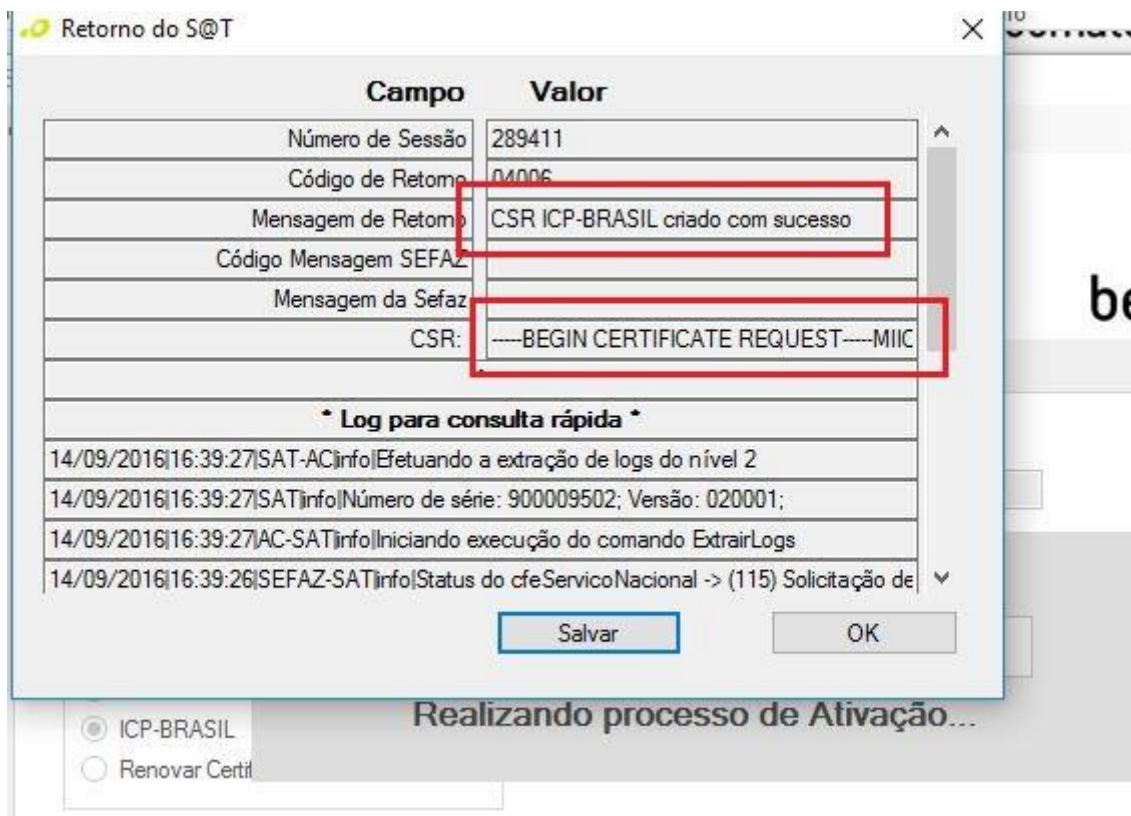 Retorno do S@T
Campo Valor
Número de Sessão 289411
Código de Retorno 04006
Mensagem de Retorno CSR ICP-BRASIL criado com sucesso
Código Mensagem SEFAZ
Mensagem da Sefaz
CSR: -----BEGIN CERTIFICATE REQUEST-----MIIC
* Log para consulta rápida *
14/09/2016|16:39:27|SAT-AC|info|Efetuando a extração de logs do nível 2
14/09/2016|16:39:27|SAT|info|Número de série: 900009502; Versão: 020001;
14/09/2016|16:39:27|AC-SAT|info|Iniciando execução do comando ExtrairLogs
14/09/2016|16:39:26|SEFAZ-SAT|info|Status do cfeServicoNacional -> (115) Solicitação de
Salvar OK
be
Realizando processo de Ativação...
ICP-BRASIL
Renovar Certif